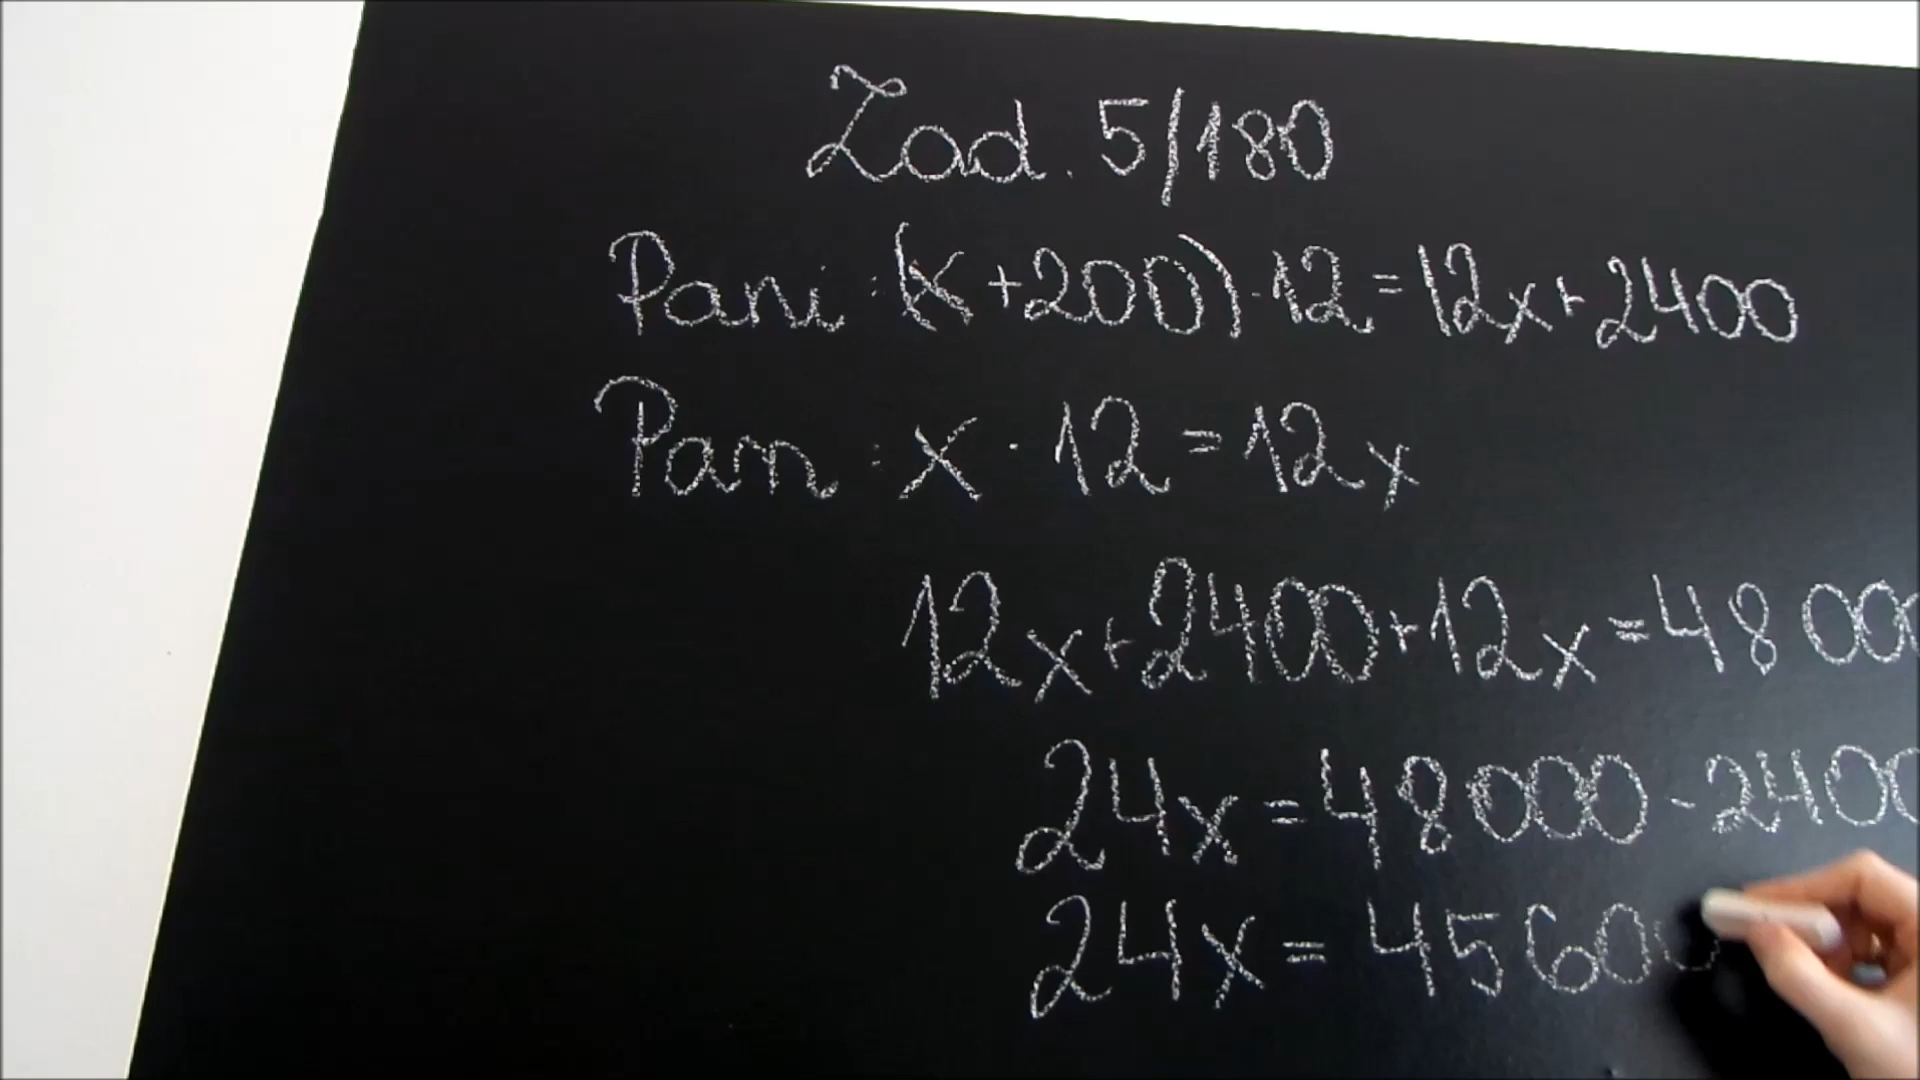 Zad. 5/180
Pani : (x+200)·12=12x+2400
Pan : x · 12=12x
12x+2400+12x=48000
24x=48000-2400
24x=45600